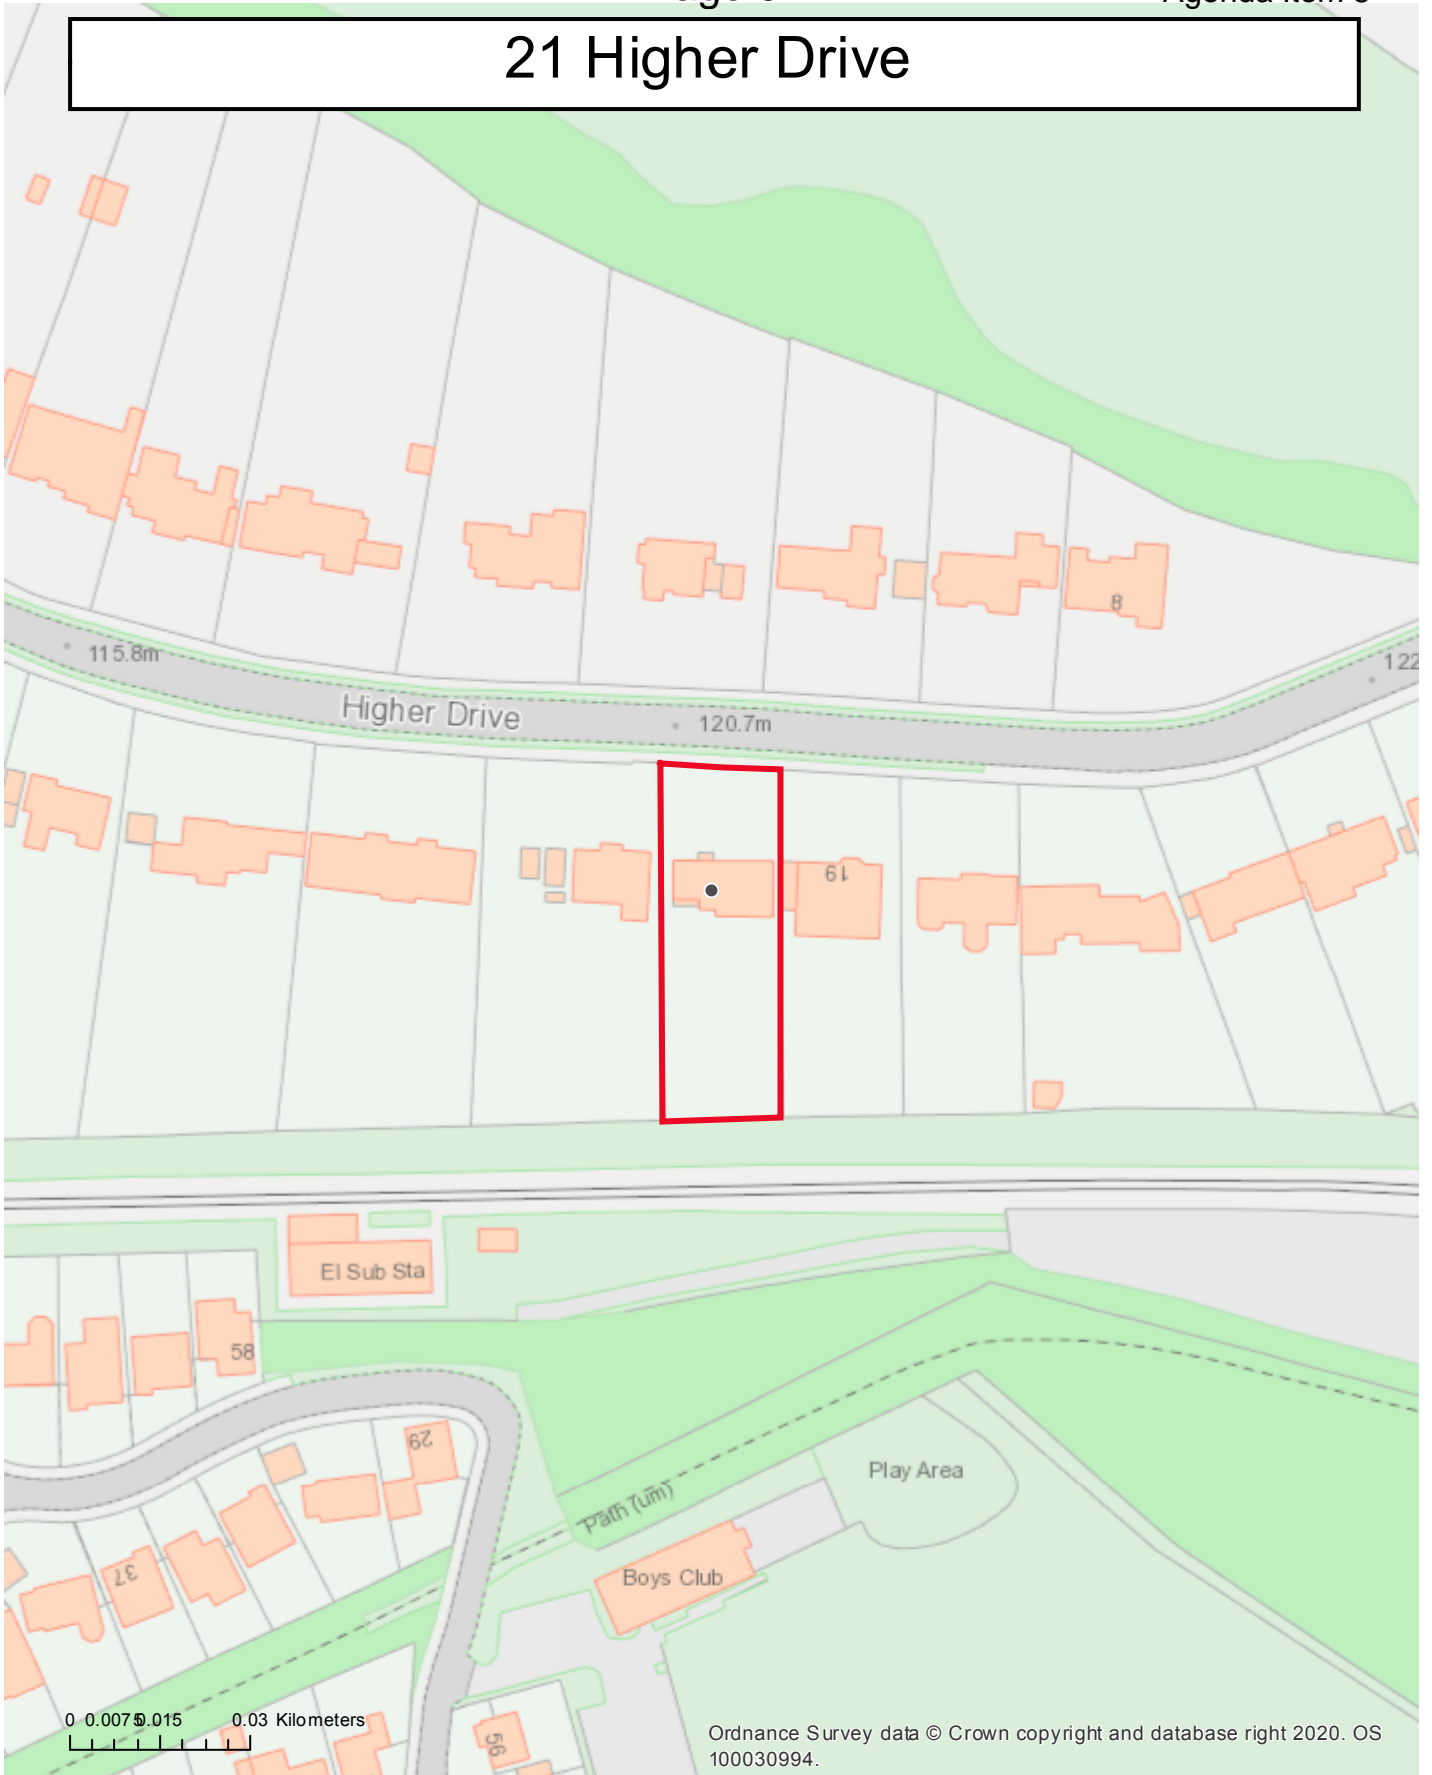 21 Higher Drive
8
115.8m
122
Higher Drive
120.7m
19
El Sub Sta
58
29
Play Area
Path (um)
37
Boys Club
0 0.0075 0.015 0.03 Kilometers
56
Ordnance Survey data © Crown copyright and database right 2020. OS
100030994.